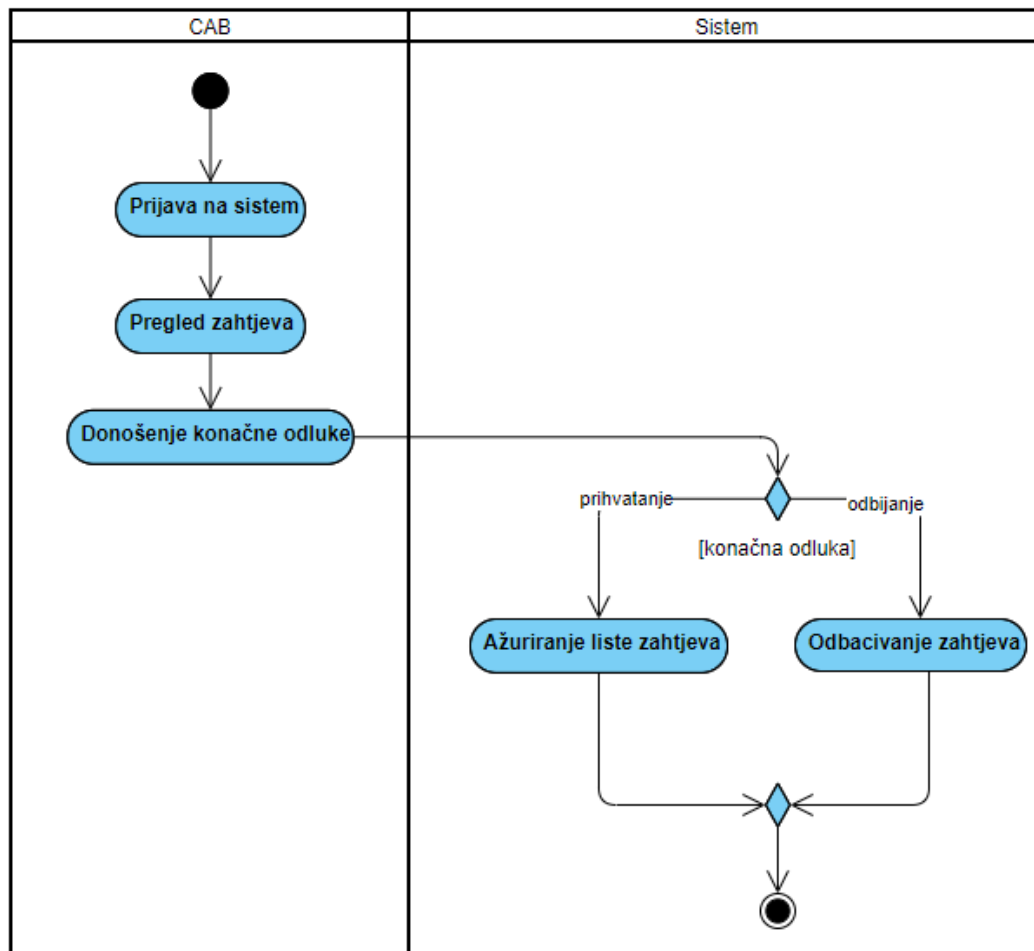 CAB
Sistem
Prijava na sistem
Pregled zahtjeva
Donošenje konačne odluke
prihvatanje
odbijanje
[konačna odluka]
Ažuriranje liste zahtjeva
Odbacivanje zahtjeva